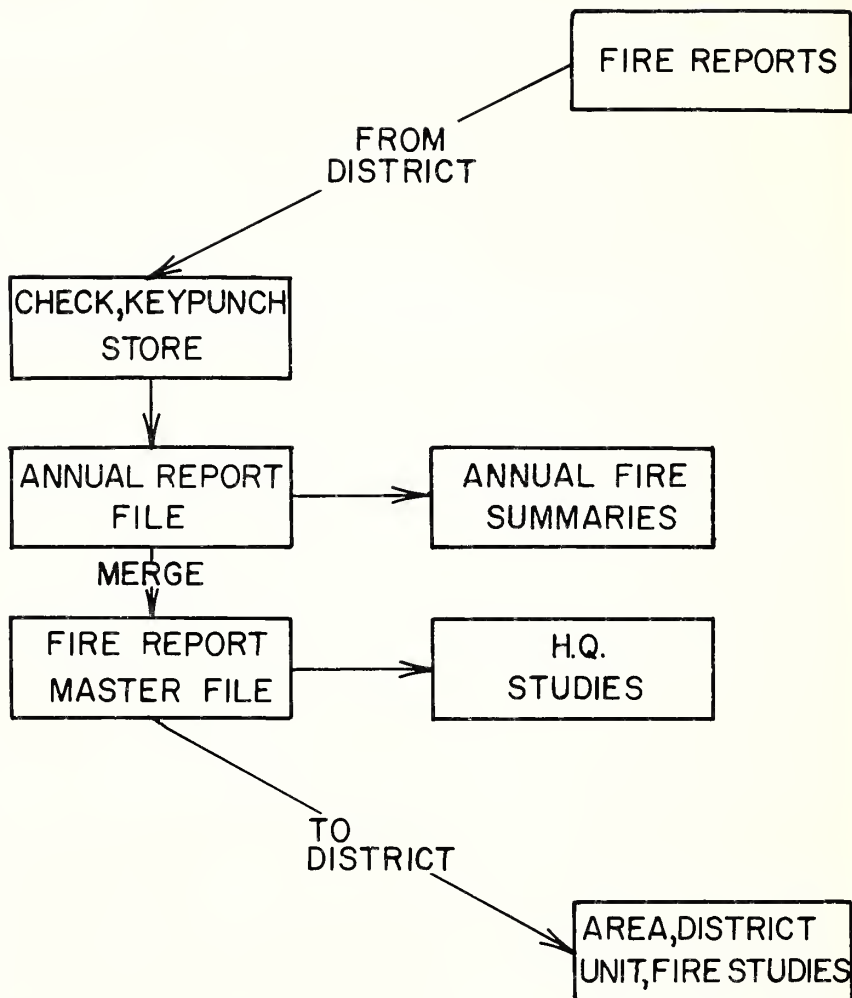 FIRE REPORTS
FROM
DISTRICT
CHECK,KEYPUNCH
STORE
ANNUAL REPORT
FILE
ANNUAL FIRE
SUMMARIES
MERGE
FIRE REPORT
MASTER FILE
H.Q.
STUDIES
TO
DISTRICT
AREA,DISTRICT
UNIT,FIRE STUDIES